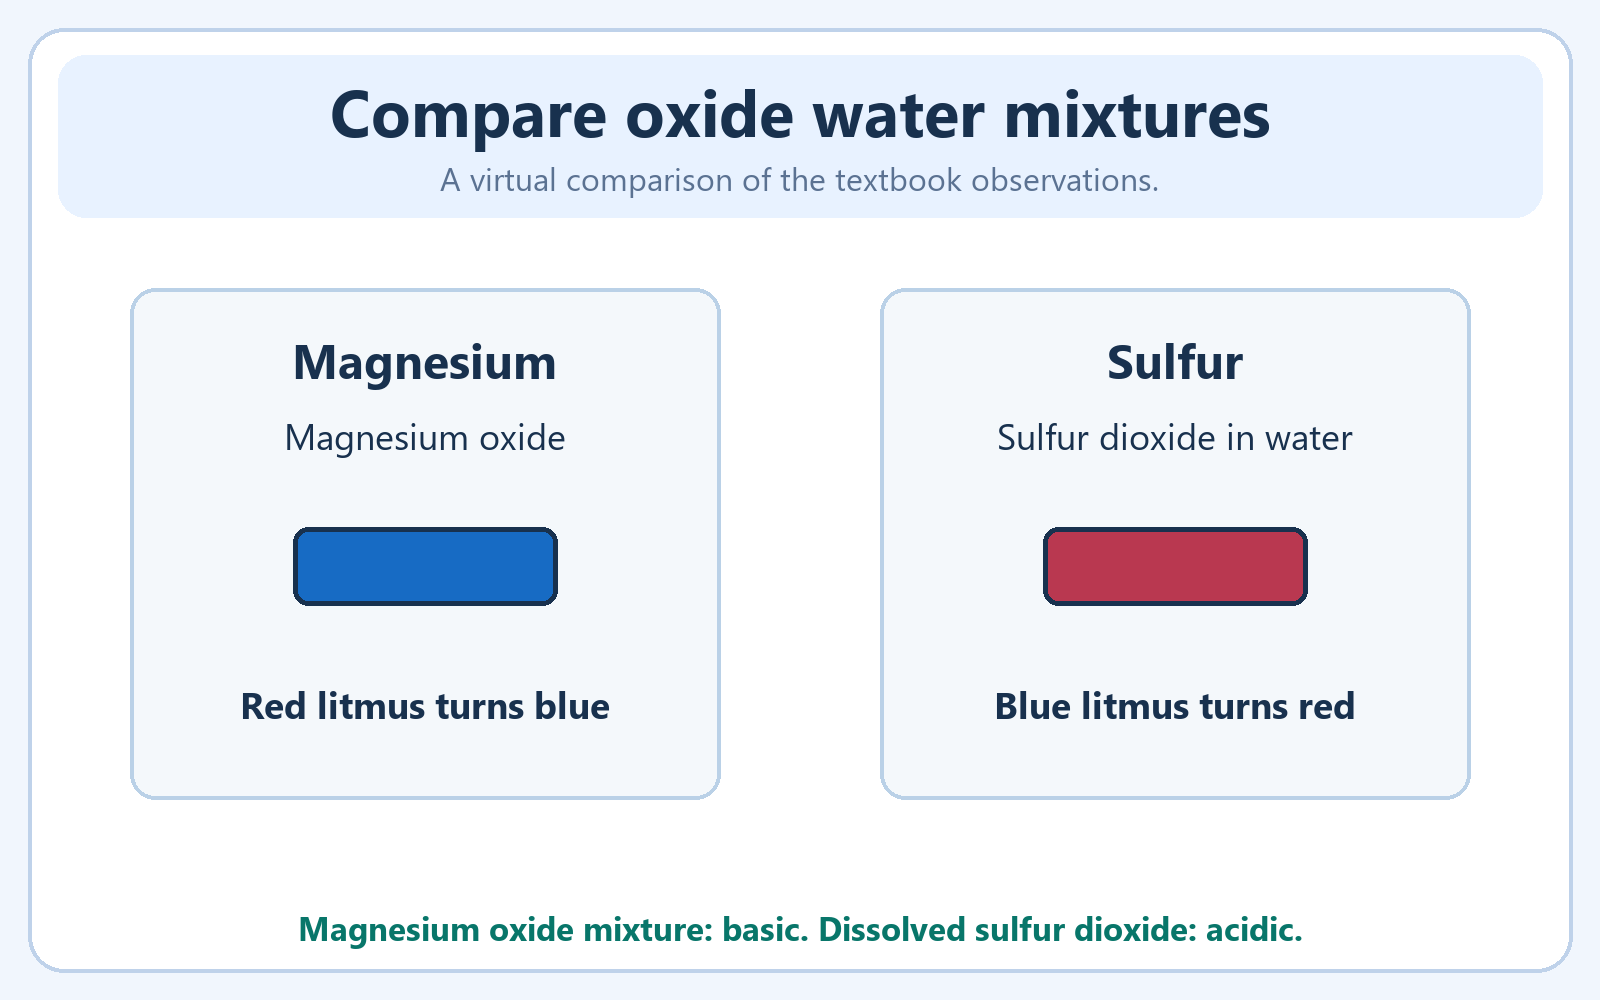 Compare oxide water mixtures
A virtual comparison of the textbook observations.
Magnesium
Magnesium oxide
Red litmus turns blue
Sulfur
Sulfur dioxide in water
Blue litmus turns red
Magnesium oxide mixture: basic. Dissolved sulfur dioxide: acidic.